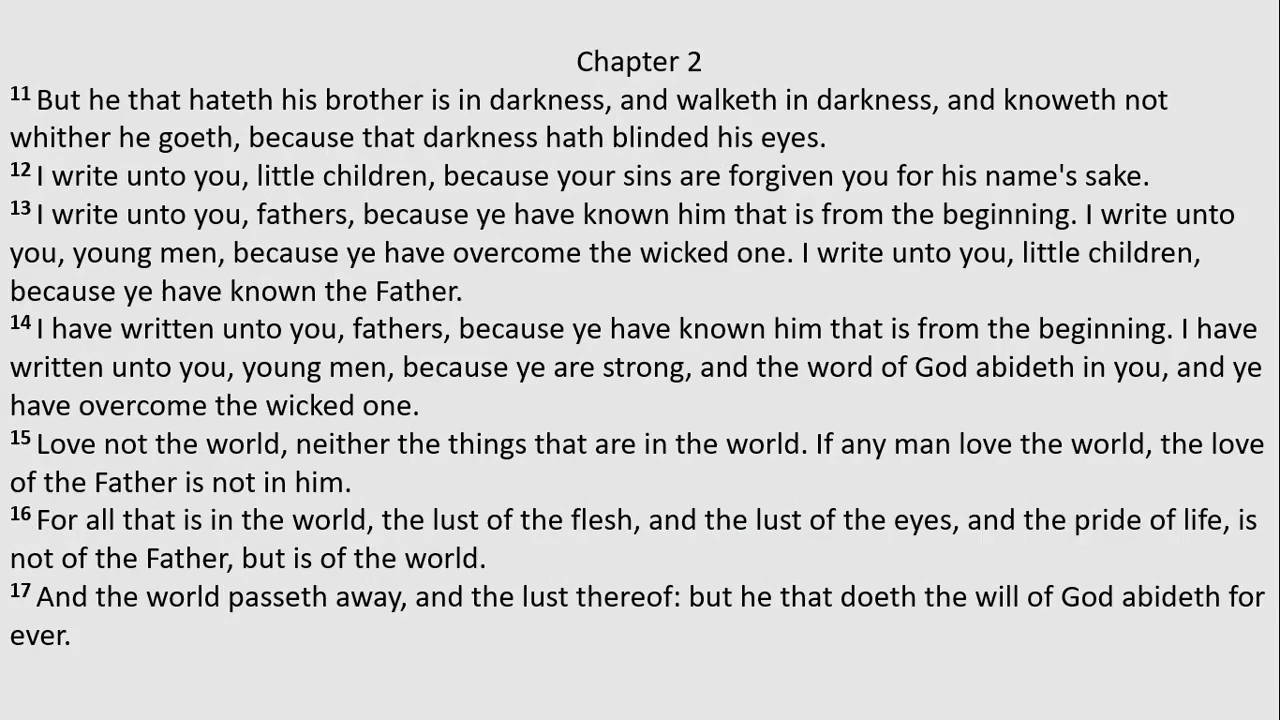 Chapter 2
11 But he that hateth his brother is in darkness, and walketh in darkness, and knoweth not
whither he goeth, because that darkness hath blinded his eyes.
12 I write unto you, little children, because your sins are forgiven you for his name's sake.
13 I write unto you, fathers, because ye have known him that is from the beginning. I write unto
you, young men, because ye have overcome the wicked one. I write unto you, little children,
because ye have known the Father.
14 I have written unto you, fathers, because ye have known him that is from the beginning. I have
written unto you, young men, because ye are strong, and the word of God abideth in you, and ye
have overcome the wicked one.
15 Love not the world, neither the things that are in the world. If any man love the world, the love
of the Father is not in him.
16 For all that is in the world, the lust of the flesh, and the lust of the eyes, and the pride of life, is
not of the Father, but is of the world.
17 And the world passeth away, and the lust thereof: but he that doeth the will of God abideth for
ever.